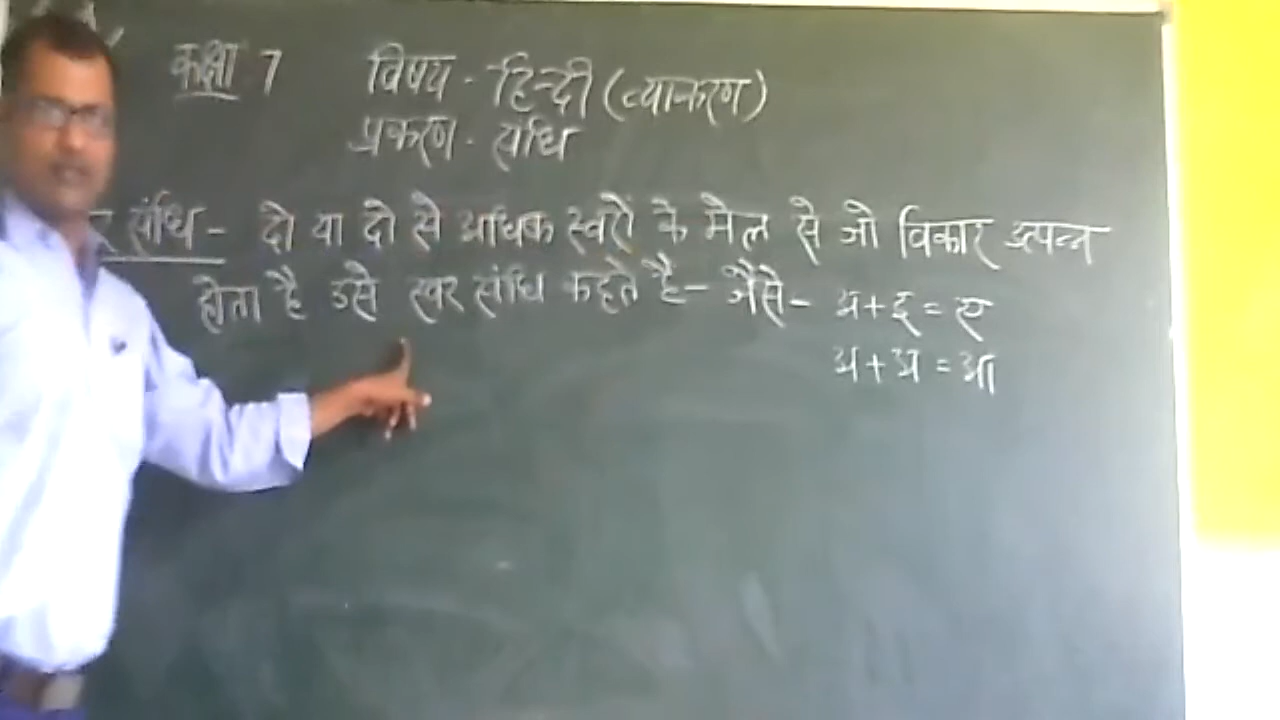 कक्षा 7 विषय - हिन्दी (व्याकरण)
प्रकरण - संधि
संधि - दो या दो से अधिक स्वरों के मेल से जो विकार उत्पन्न
होता है उसे स्वर संधि कहते है - जैसे - अ + इ = ए
अ + अ = आ